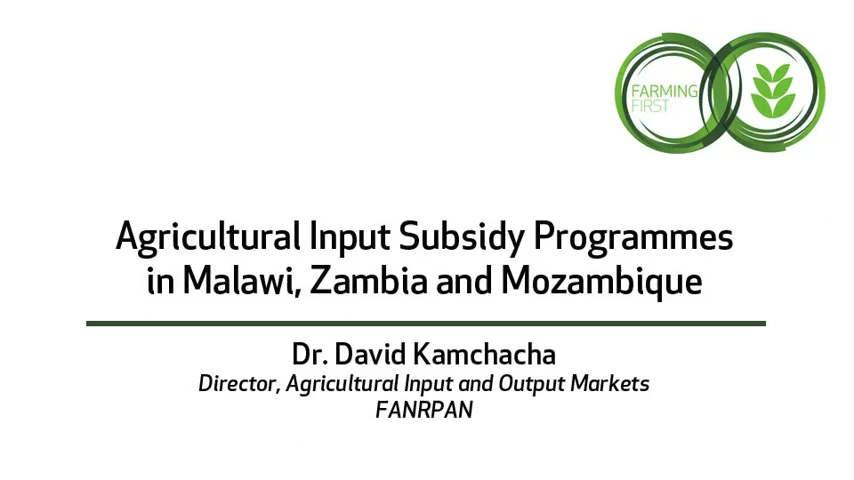 FARMING
FIRST
Agricultural Input Subsidy Programmes
in Malawi, Zambia and Mozambique
Dr. David Kamchacha
Director, Agricultural Input and Output Markets
FANRPAN